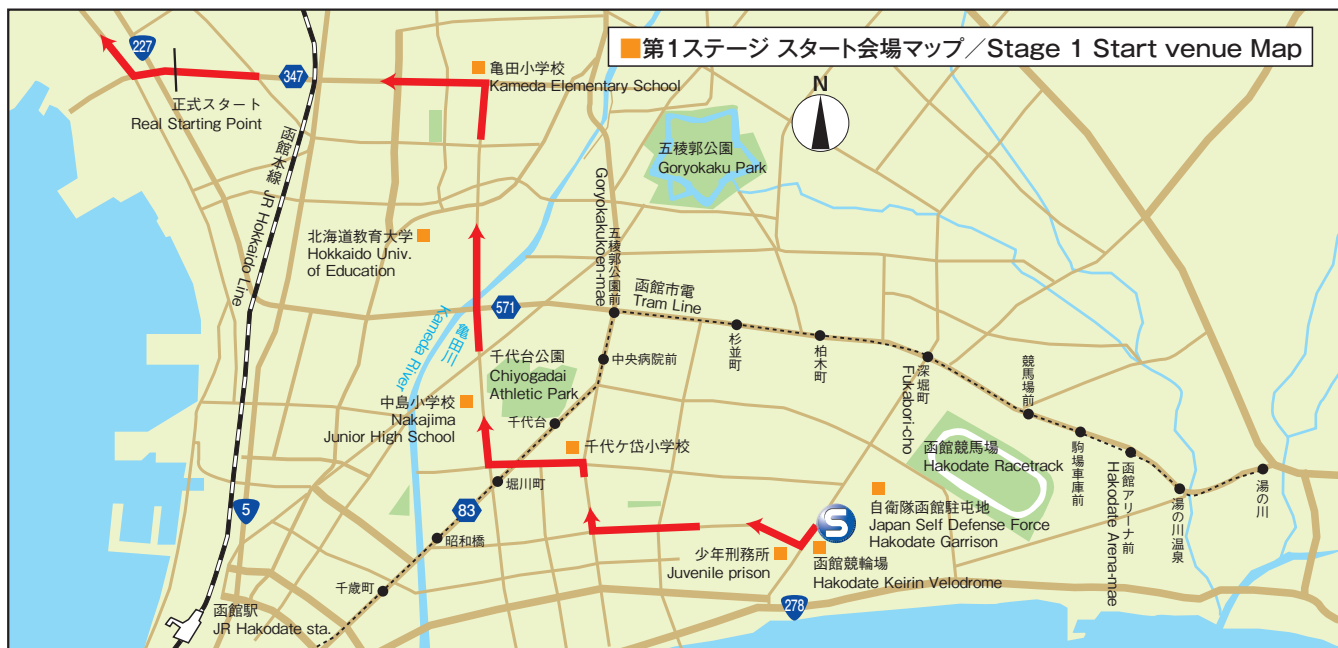 ■第1ステージ スタート会場マップ／Stage 1 Start venue Map
227
347
正式スタート
Real Starting Point
亀田小学校
Kameda Elementary School
N
五稜郭公園
Goryokaku Park
函館本線 JR Hokkaido Line
北海道教育大学
Hokkaido Univ.
of Education
Goryokakukoen-mae
五稜郭公園前
571
函館市電
Tram Line
Kameda River
亀田川
杉並町
柏木町
深堀町
Fukabori-cho
競馬場前
駒場車庫前
函館アリーナ前
Hakodate Arena-mae
湯の川温泉
湯の川
千代台公園
Chiyogadai
Athletic Park
中央病院前
中島小学校
Nakajima
Junior High School
千代台
千代ケ岱小学校
函館競馬場
Hakodate Racetrack
堀川町
5
83
昭和橋
S
自衛隊函館駐屯地
Japan Self Defense Force
Hakodate Garrison
少年刑務所
Juvenile prison
函館競輪場
Hakodate Keirin Velodrome
千歳町
278
函館駅
JR Hakodate sta.